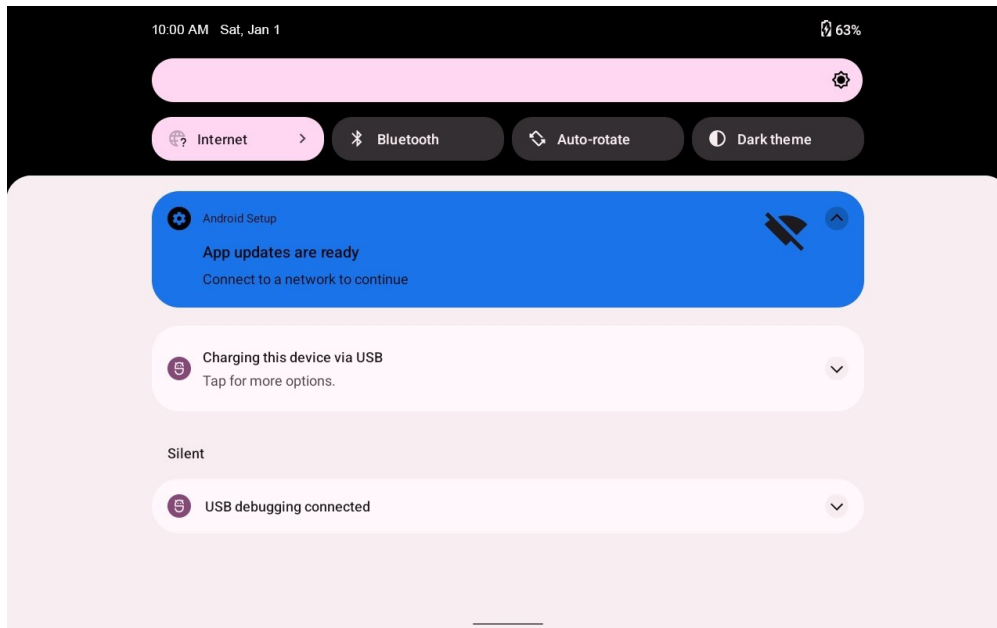 10:00 AM Sat, Jan 1
63%
Internet
Bluetooth
Auto-rotate
Dark theme
Android Setup
App updates are ready
Connect to a network to continue
Charging this device via USB
Tap for more options.
Silent
USB debugging connected